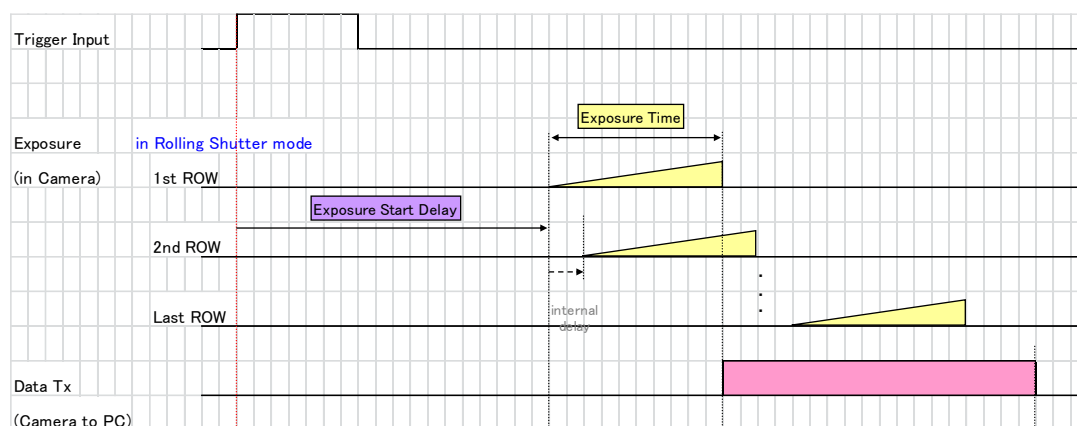 Trigger Input
Exposure Time
Exposure
in Rolling Shutter mode
(in Camera)
1st ROW
Exposure Start Delay
2nd ROW
internal
delay
Last ROW
Data Tx
(Camera to PC)